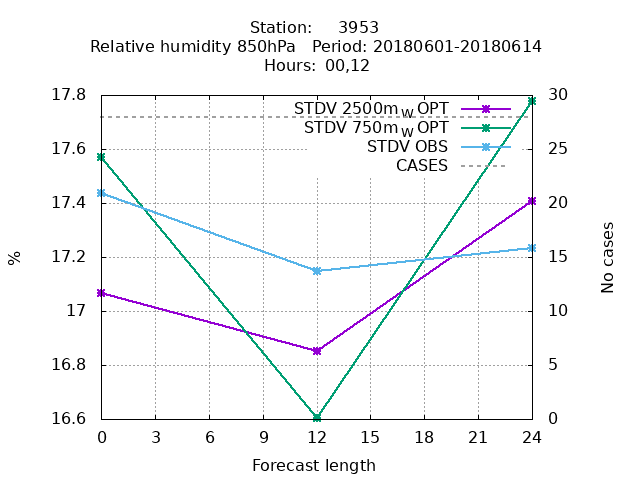 Station: 3953
Relative humidity 850hPa Period: 20180601-20180614
Hours: 00,12
STDV 2500m_W OPT
STDV 750m_W OPT
STDV OBS
CASES
17.8
17.6
17.4
17.2
17
16.8
16.6
%
30
25
20
15
10
5
0
No cases
0 3 6 9 12 15 18 21 24
Forecast length